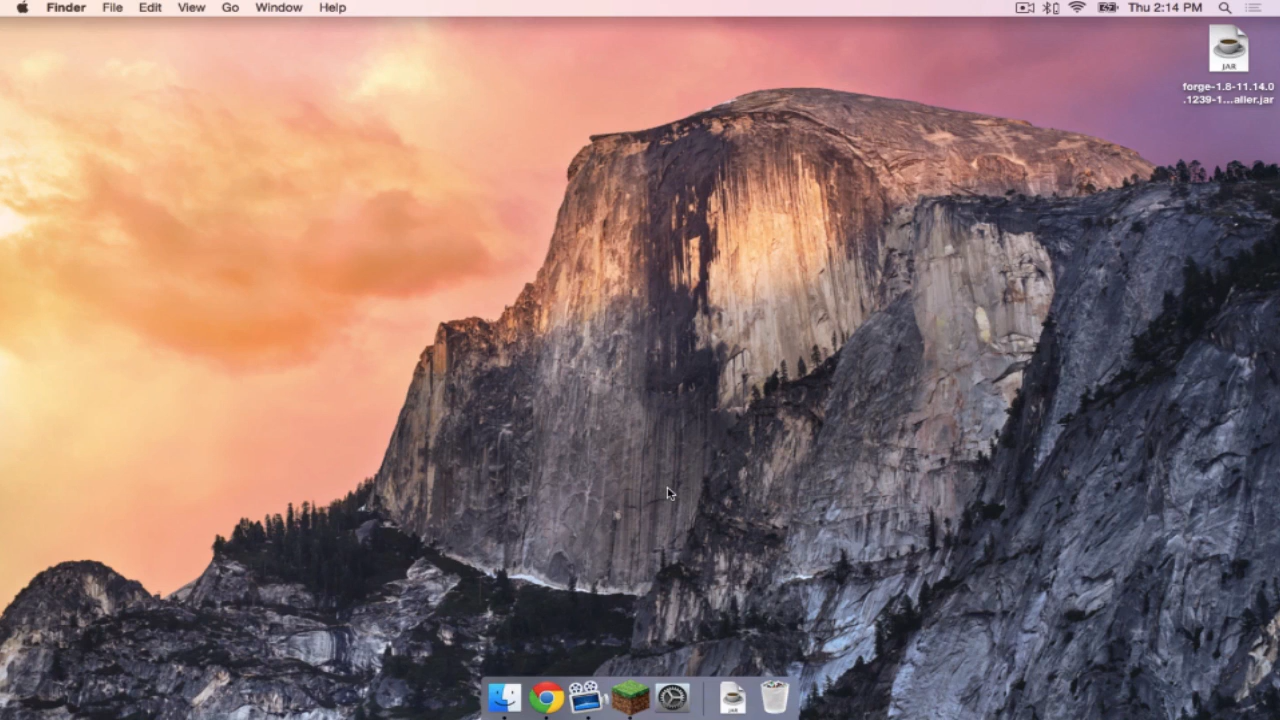 Finder File Edit View Go Window Help Thu 2:14 PM
JAR
forge-1.8-11.14.0
.1239-1...aller.jar
JAR